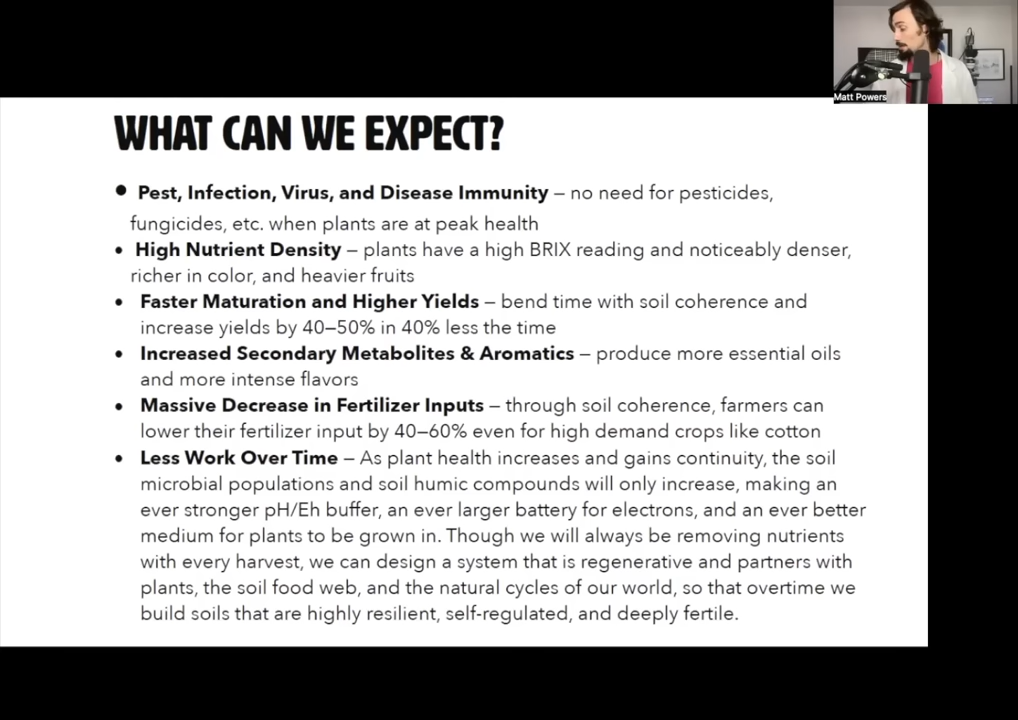 Matt Powers
WHAT CAN WE EXPECT?
• Pest, Infection, Virus, and Disease Immunity – no need for pesticides,
fungicides, etc. when plants are at peak health
• High Nutrient Density – plants have a high BRIX reading and noticeably denser,
richer in color, and heavier fruits
• Faster Maturation and Higher Yields – bend time with soil coherence and
increase yields by 40–50% in 40% less the time
• Increased Secondary Metabolites & Aromatics – produce more essential oils
and more intense flavors
• Massive Decrease in Fertilizer Inputs – through soil coherence, farmers can
lower their fertilizer input by 40–60% even for high demand crops like cotton
• Less Work Over Time – As plant health increases and gains continuity, the soil
microbial populations and soil humic compounds will only increase, making an
ever stronger pH/Eh buffer, an ever larger battery for electrons, and an ever better
medium for plants to be grown in. Though we will always be removing nutrients
with every harvest, we can design a system that is regenerative and partners with
plants, the soil food web, and the natural cycles of our world, so that overtime we
build soils that are highly resilient, self-regulated, and deeply fertile.